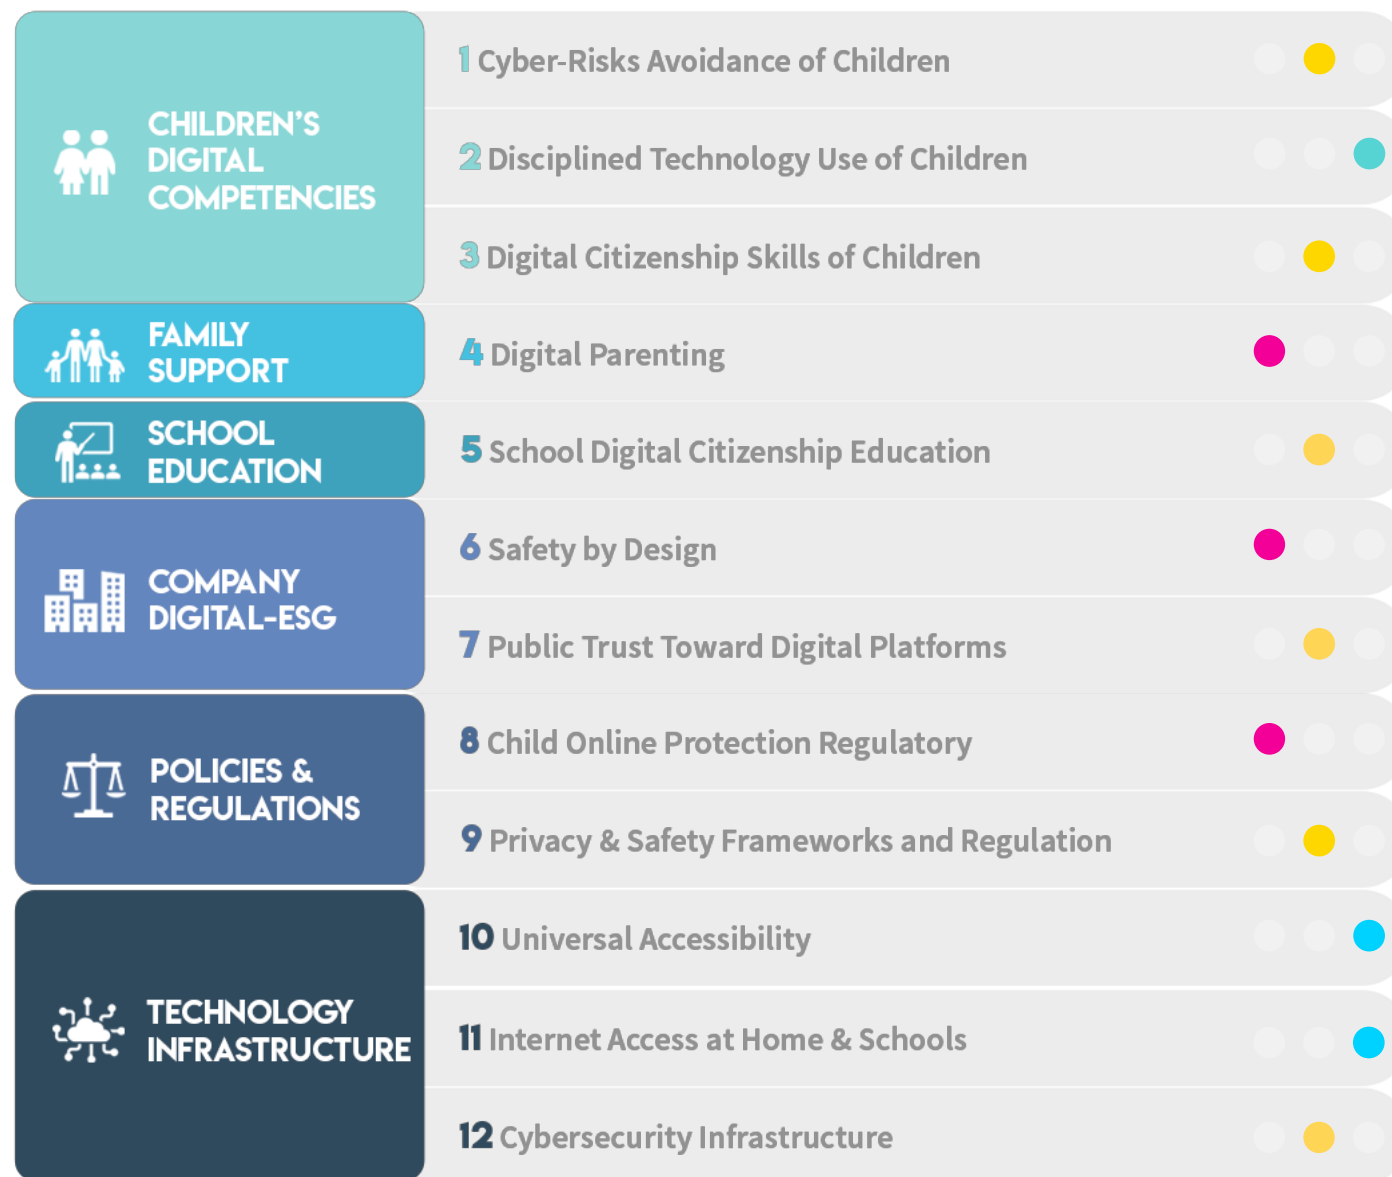 CHILDREN'S
DIGITAL
COMPETENCIES
1 Cyber-Risks Avoidance of Children
2 Disciplined Technology Use of Children
3 Digital Citizenship Skills of Children
FAMILY
SUPPORT
4 Digital Parenting
SCHOOL
EDUCATION
5 School Digital Citizenship Education
COMPANY
DIGITAL-ESG
6 Safety by Design
7 Public Trust Toward Digital Platforms
POLICIES &
REGULATIONS
8 Child Online Protection Regulatory
9 Privacy & Safety Frameworks and Regulation
TECHNOLOGY
INFRASTRUCTURE
10 Universal Accessibility
11 Internet Access at Home & Schools
12 Cybersecurity Infrastructure